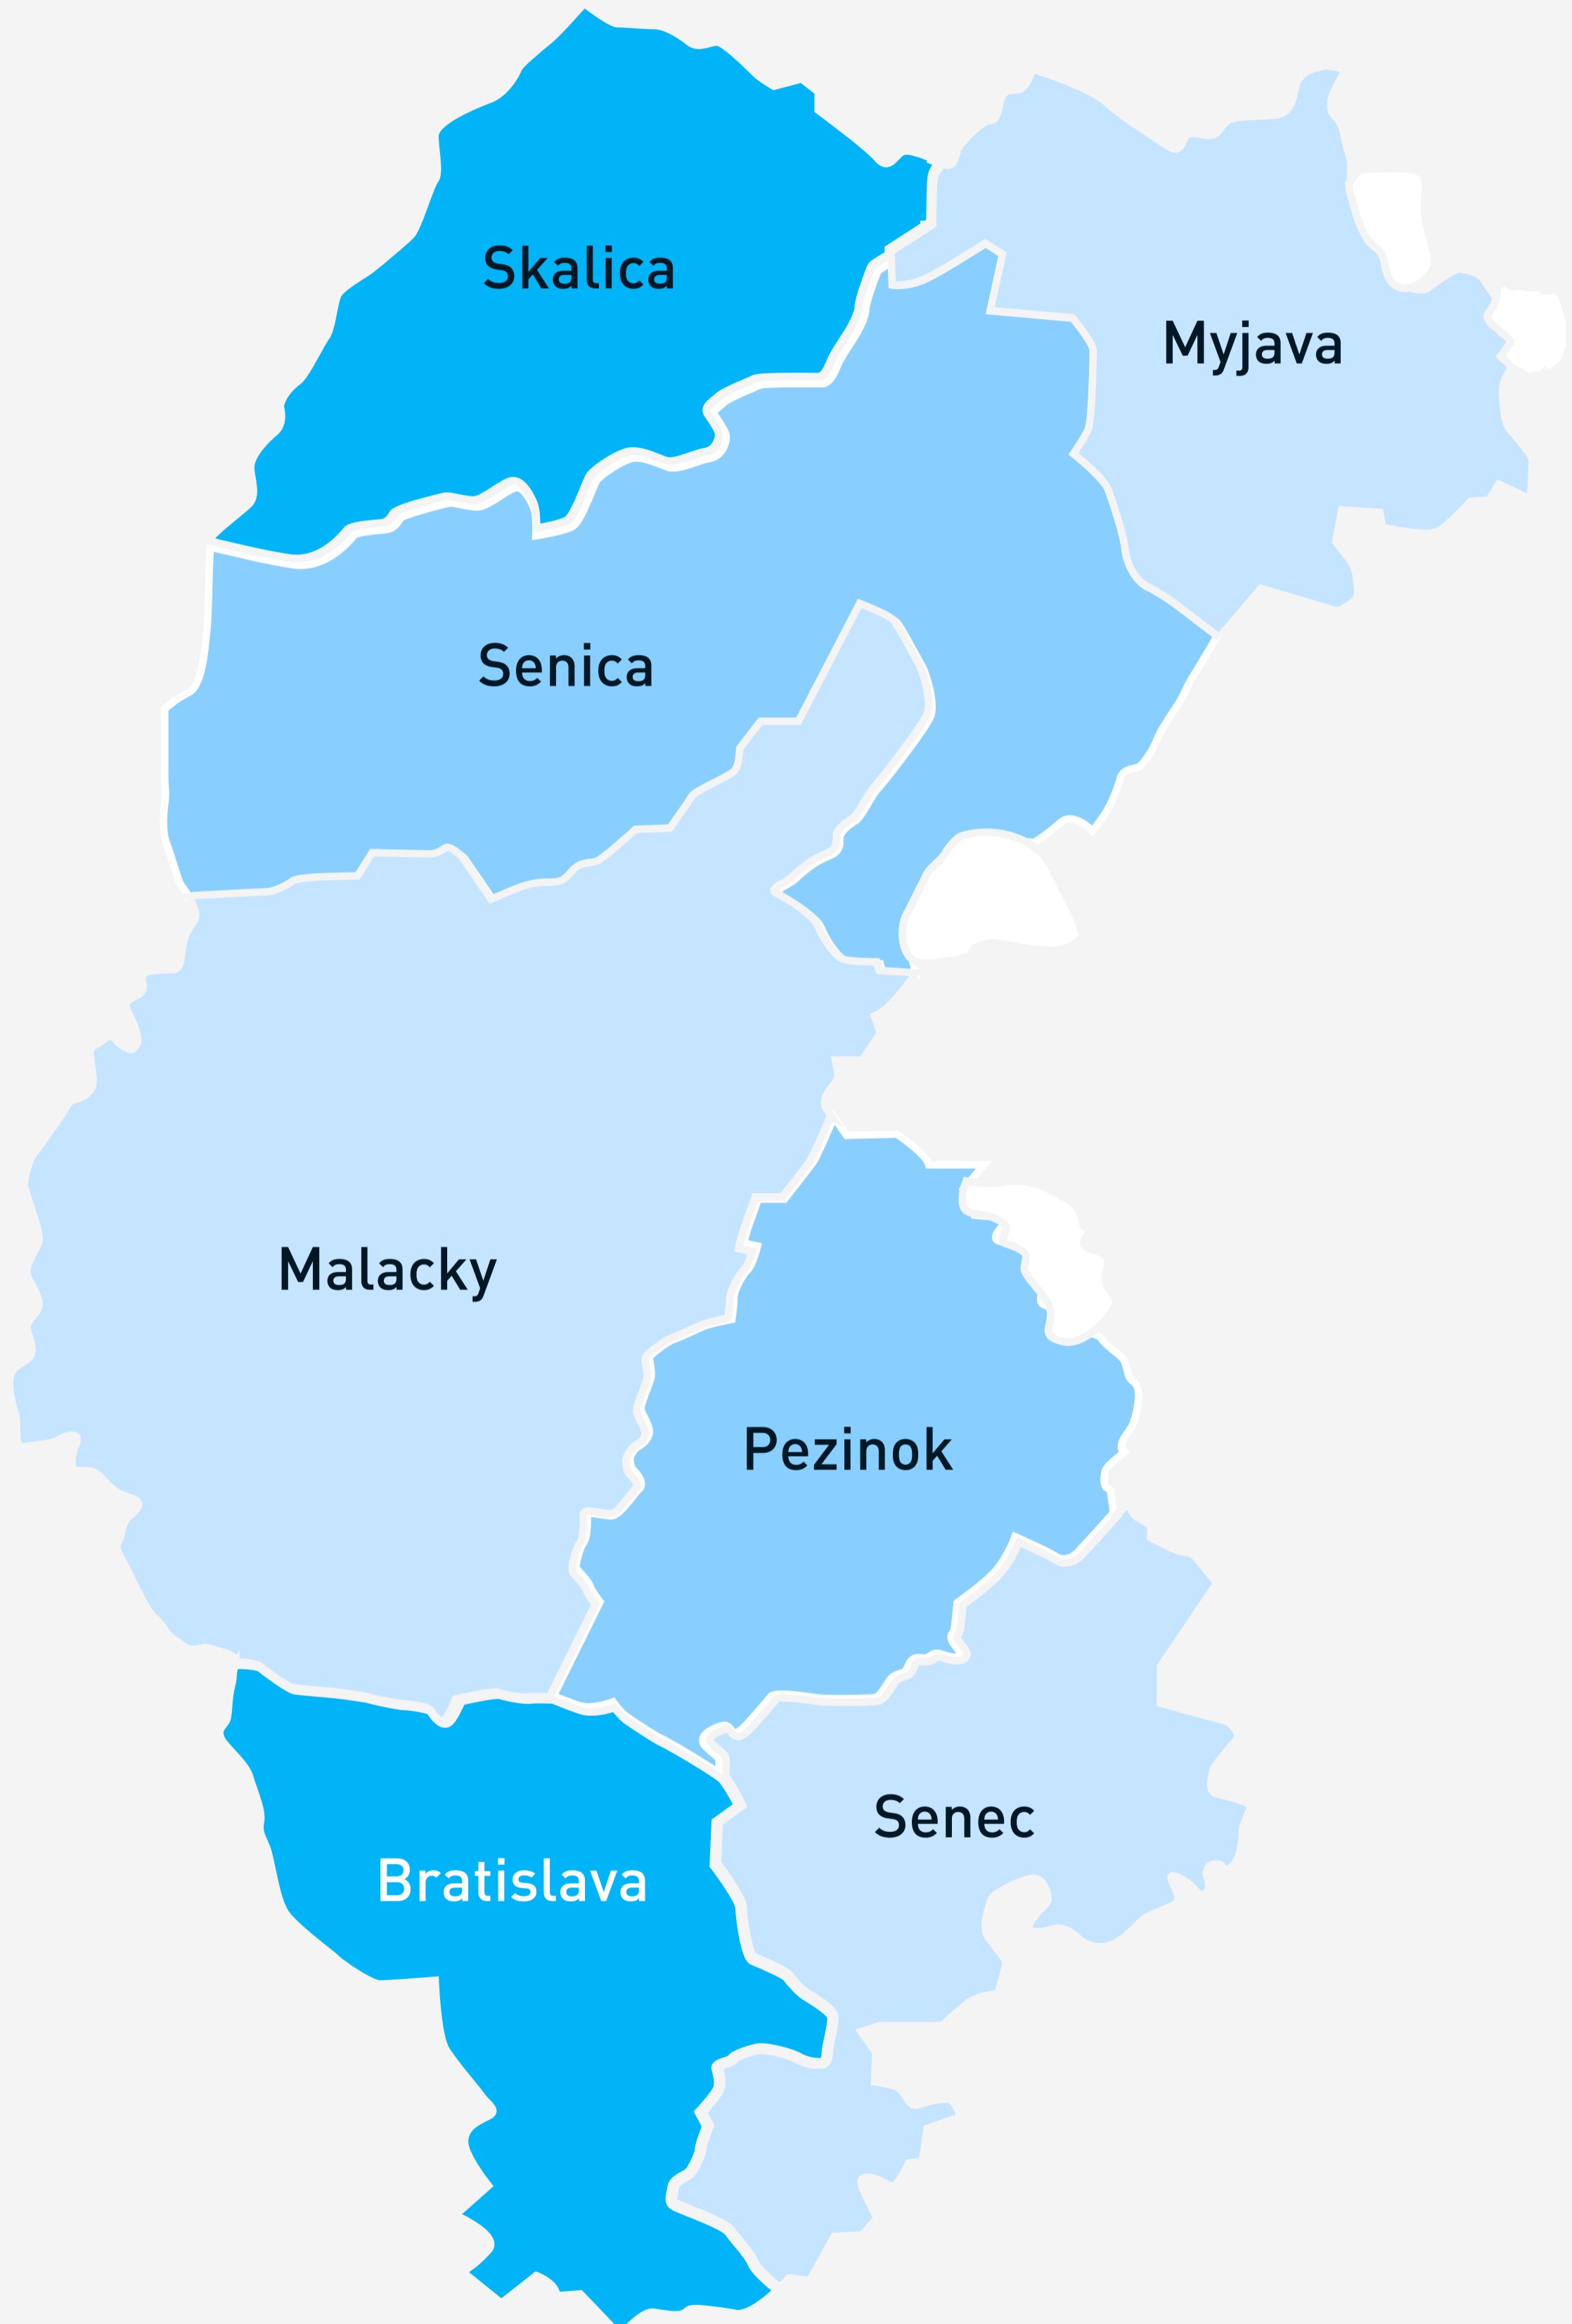 Skalica
Myjava
Senica
Malacky
Pezinok
Senec
Bratislava